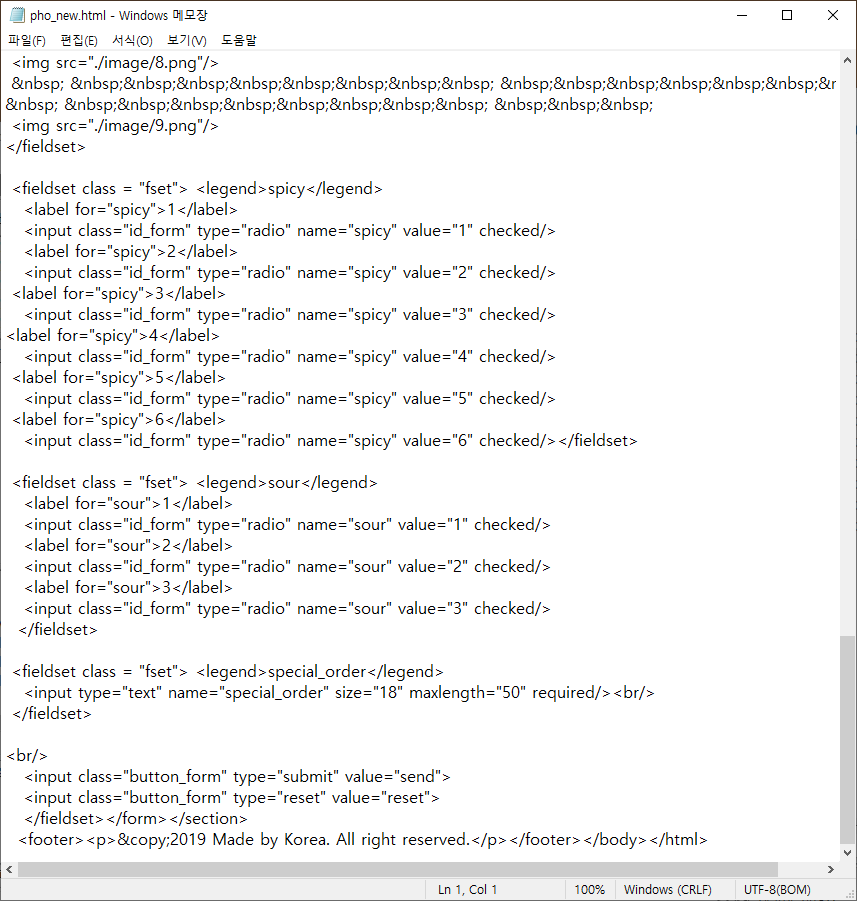 pho_new.html - Windows 메모장
파일(F) 편집(E) 서식(O) 보기(V) 도움말
<img src="./image/8.png"/>
&nbsp; &nbsp;&nbsp;&nbsp;&nbsp;&nbsp;&nbsp;&nbsp;&nbsp; &nbsp;&nbsp;&nbsp;&nbsp;&nbsp;&nbsp;&n
&nbsp; &nbsp;&nbsp;&nbsp;&nbsp;&nbsp;&nbsp;&nbsp;&nbsp; &nbsp;&nbsp;&nbsp;
<img src="./image/9.png"/>
</fieldset>
<fieldset class = "fset"> <legend>spicy</legend>
<label for="spicy">1</label>
<input class="id_form" type="radio" name="spicy" value="1" checked/>
<label for="spicy">2</label>
<input class="id_form" type="radio" name="spicy" value="2" checked/>
<label for="spicy">3</label>
<input class="id_form" type="radio" name="spicy" value="3" checked/>
<label for="spicy">4</label>
<input class="id_form" type="radio" name="spicy" value="4" checked/>
<label for="spicy">5</label>
<input class="id_form" type="radio" name="spicy" value="5" checked/>
<label for="spicy">6</label>
<input class="id_form" type="radio" name="spicy" value="6" checked/></fieldset>
<fieldset class = "fset"> <legend>sour</legend>
<label for="sour">1</label>
<input class="id_form" type="radio" name="sour" value="1" checked/>
<label for="sour">2</label>
<input class="id_form" type="radio" name="sour" value="2" checked/>
<label for="sour">3</label>
<input class="id_form" type="radio" name="sour" value="3" checked/>
</fieldset>
<fieldset class = "fset"> <legend>special_order</legend>
<input type="text" name="special_order" size="18" maxlength="50" required/><br/>
</fieldset>
<br/>
<input class="button_form" type="submit" value="send">
<input class="button_form" type="reset" value="reset">
</fieldset></form></section>
<footer><p>&copy;2019 Made by Korea. All right reserved.</p></footer></body></html>
Ln 1, Col 1 100% Windows (CRLF) UTF-8(BOM)